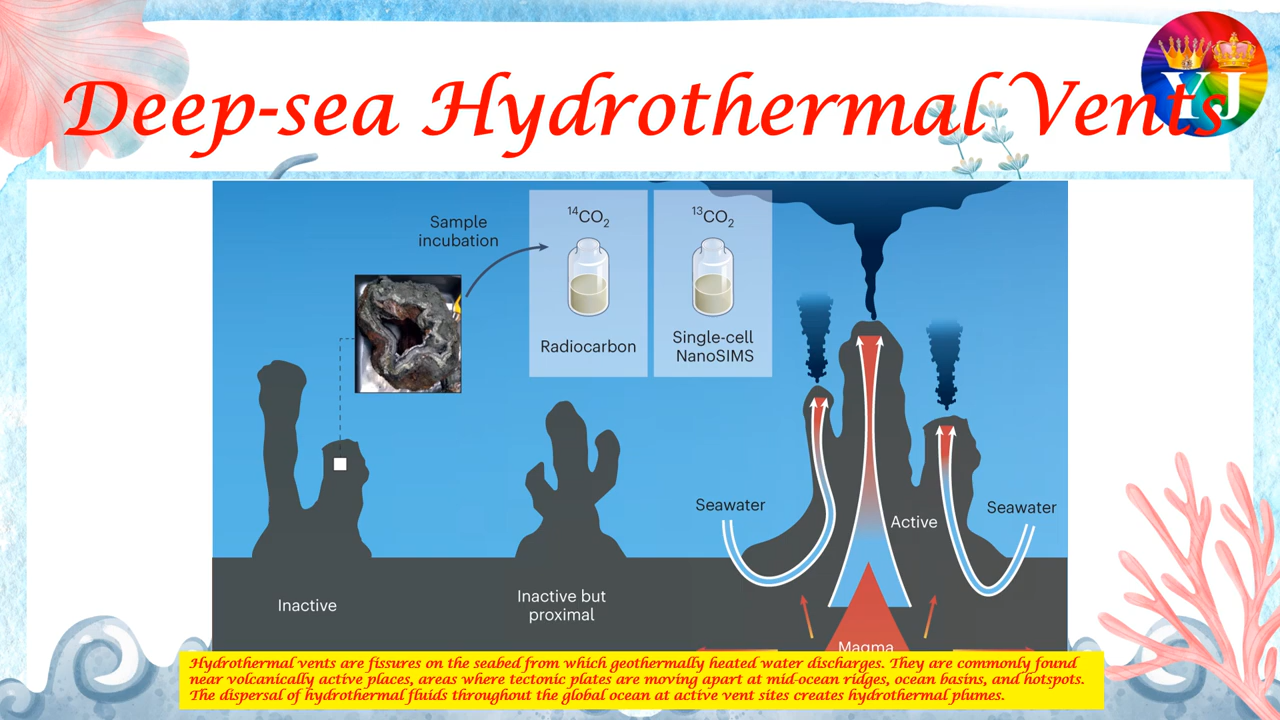 Deep-sea Hydrothermal Vents
YJ
Sample
incubation
¹⁴CO₂
Radiocarbon
¹³CO₂
Single-cell
NanoSIMS
Seawater
Active
Seawater
Inactive
Inactive but
proximal
Magma
Hydrothermal vents are fissures on the seabed from which geothermally heated water discharges. They are commonly found
near volcanically active places, areas where tectonic plates are moving apart at mid-ocean ridges, ocean basins, and hotspots.
The dispersal of hydrothermal fluids throughout the global ocean at active vent sites creates hydrothermal plumes.